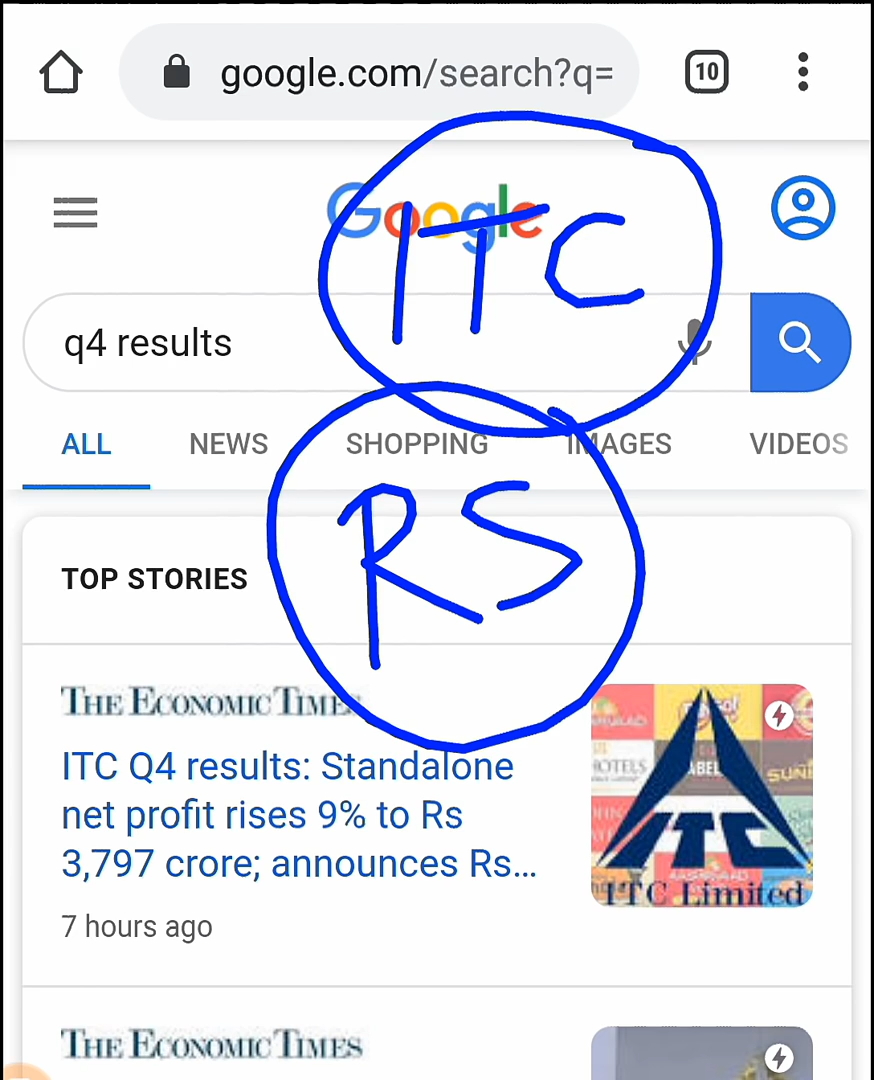 google.com/search?q=
10
Google
ITC
q4 results
ALL NEWS SHOPPING IMAGES VIDEOS
RS
TOP STORIES
THE ECONOMIC TIMES
ITC Q4 results: Standalone
net profit rises 9% to Rs
3,797 crore; announces Rs...
ITC
ITC Limited
7 hours ago
THE ECONOMIC TIMES